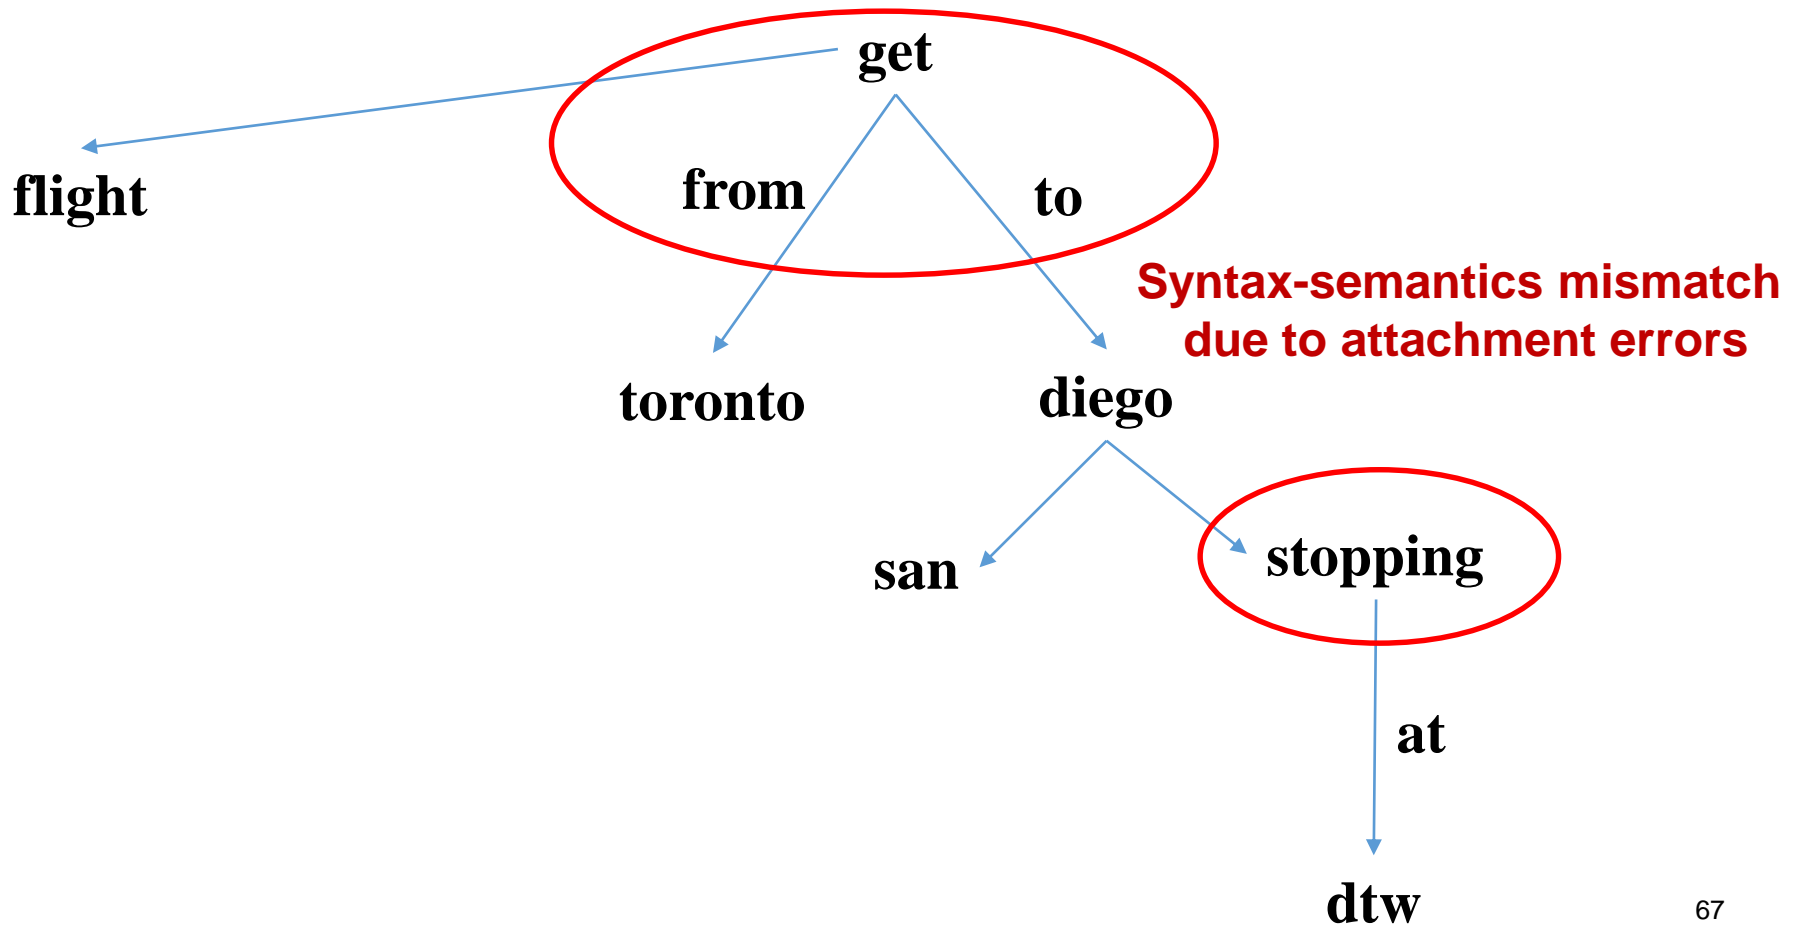 get
flight
from
to
Syntax-semantics mismatch
due to attachment errors
toronto
diego
san
stopping
at
dtw
67